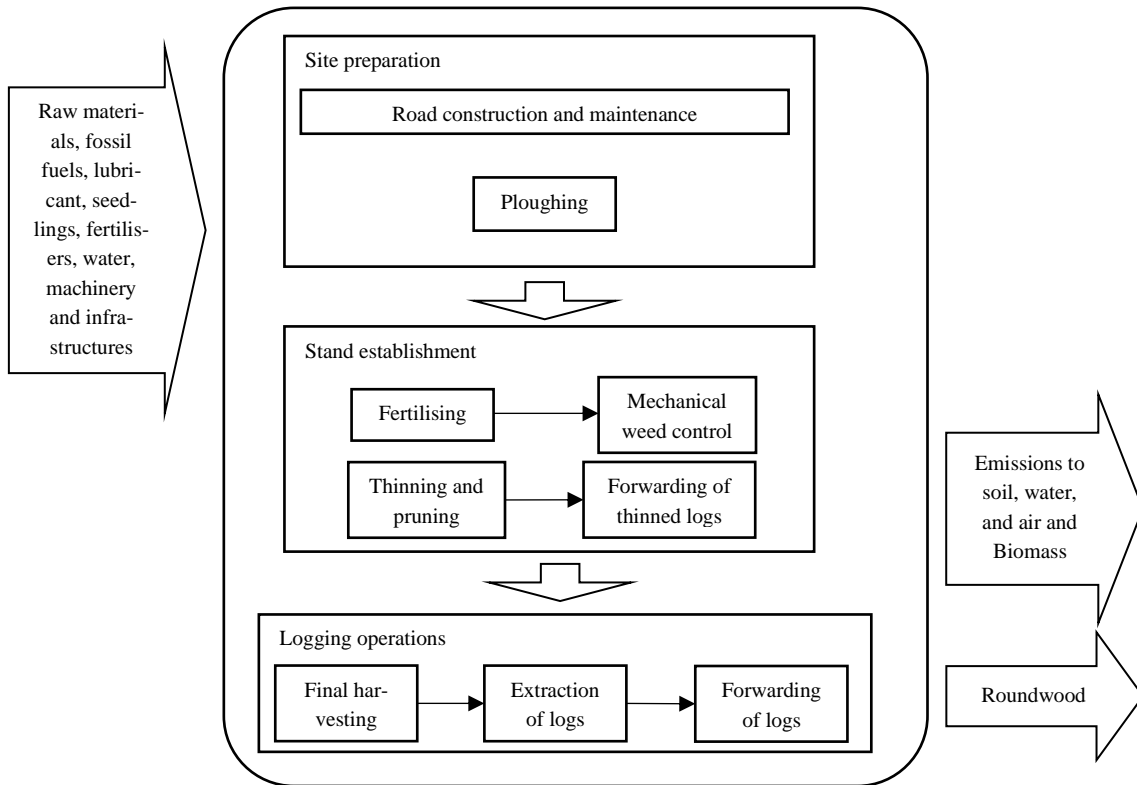 Raw materi-
als, fossil
fuels, lubri-
cant, seed-
lings, fertilis-
ers, water,
machinery
and infra-
structures
Site preparation
Road construction and maintenance
Ploughing
Stand establishment
Fertilising
Mechanical
weed control
Thinning and
pruning
Forwarding of
thinned logs
Logging operations
Final har-
vesting
Extraction
of logs
Forwarding
of logs
Emissions to
soil, water,
and air and
Biomass
Roundwood